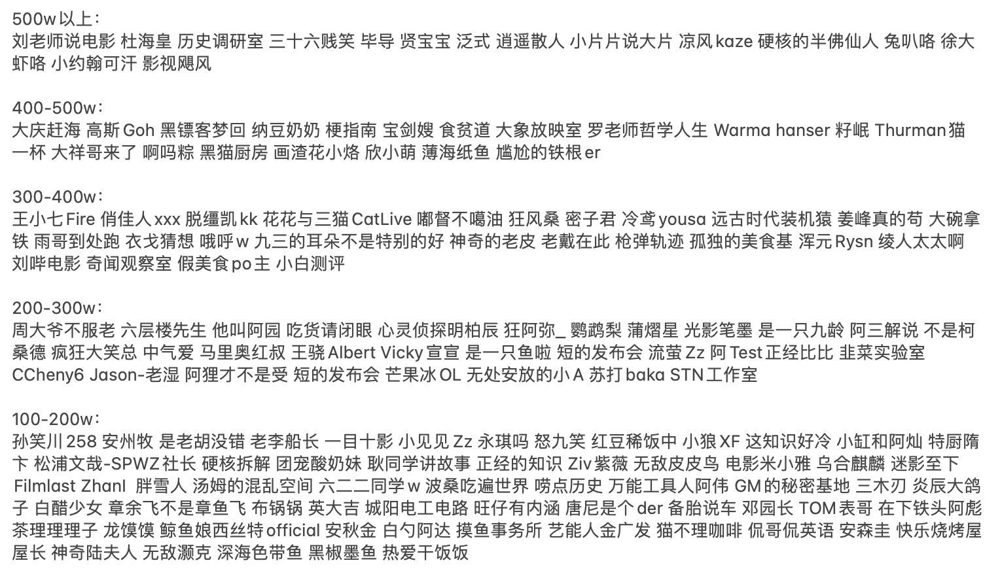 500w以上：
刘老师说电影 杜海皇 历史调研室 三十六贱笑 毕导 贤宝宝 泛式 逍遥散人 小片片说大片 凉风kaze 硬核的半佛仙人 兔叭咯 徐大
虾咯 小约翰可汗 影视飓风
400-500w：
大庆赶海 高斯Goh 黑镖客梦回 纳豆奶奶 梗指南 宝剑嫂 食贫道 大象放映室 罗老师哲学人生 Warma hanser 籽岷 Thurman猫
一杯 大祥哥来了 啊吗粽 黑猫厨房 画渣花小烙 欣小萌 薄海纸鱼 尴尬的铁根er
300-400w：
王小七Fire 俏佳人xxx 脱缰凯kk 花花与三猫CatLive 嘟督不噶油 狂风桑 密子君 冷鸢yousa 远古时代装机猿 姜峰真的苟 大碗拿
铁 雨哥到处跑 衣戈猜想 哦呼w 九三的耳朵不是特别的好 神奇的老皮 老戴在此 枪弹轨迹 孤独的美食基 浑元Rysn 绫人太太啊
刘哔电影 奇闻观察室 假美食po主 小白测评
200-300w：
周大爷不服老 六层楼先生 他叫阿园 吃货请闭眼 心灵侦探明柏辰 狂阿弥_ 鹦鹉梨 蒲熠星 光影笔墨 是一只九龄 阿三解说 不是柯
桑德 疯狂大笑总 中气爱 马里奥红叔 王骁Albert Vicky宣宣 是一只鱼啦 短的发布会 流萤Zz 阿Test正经比比 韭菜实验室
CCheny6 Jason-老湿 阿狸才不是受 短的发布会 芒果冰OL 无处安放的小A 苏打baka STN工作室
100-200w：
孙笑川258 安州牧 是老胡没错 老李船长 一目十影 小见见Zz 永琪吗 怒九笑 红豆稀饭中 小狼XF 这知识好冷 小缸和阿灿 特厨隋
卞 松浦文哉-SPWZ社长 硬核拆解 团宠酸奶妹 耿同学讲故事 正经的知识 Ziv紫薇 无敌皮皮鸟 电影米小雅 乌合麒麟 迷影至下
Filmlast Zhanl 胖雪人 汤姆的混乱空间 六二二同学w 波桑吃遍世界 唠点历史 万能工具人阿伟 GM的秘密基地 三木刃 炎辰大鸽
子 白醋少女 章余飞不是章鱼飞 布锅锅 英大吉 城阳电工电路 旺仔有内涵 唐尼是个der 备胎说车 邓园长 TOM表哥 在下铁头阿彪
茶理理理子 龙馍馍 鲸鱼娘西丝特official 安秋金 白勺阿达 摸鱼事务所 艺能人金广发 猫不理咖啡 侃哥侃英语 安森圭 快乐烧烤屋
屋长 神奇陆夫人 无敌灏克 深海色带鱼 黑椒墨鱼 热爱干饭饭